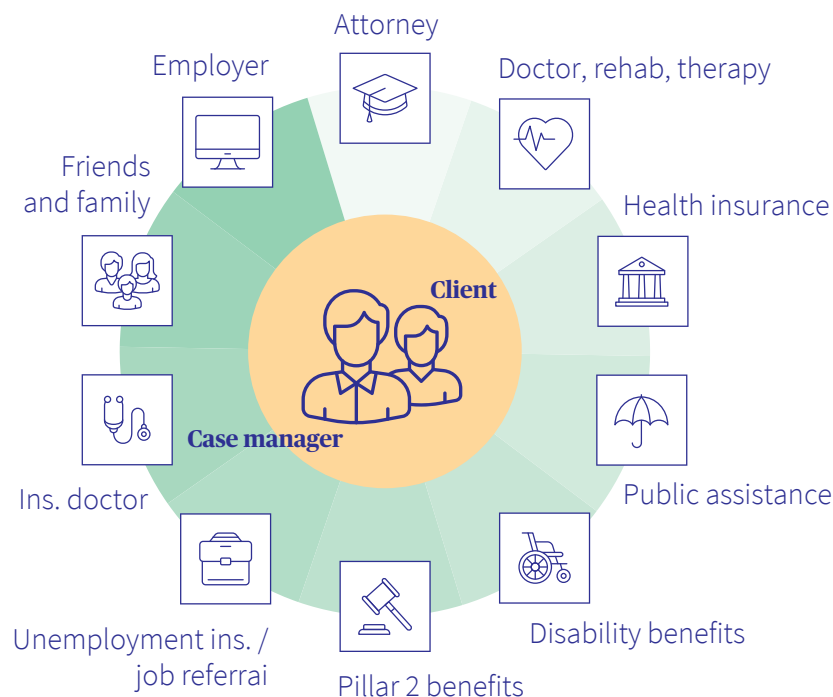 Attorney
Employer
Doctor, rehab, therapy
Friends
and family
Health insurance
Client
Case manager
Ins. doctor
Public assistance
Unemployment ins. /
job referrai
Disability benefits
Pillar 2 benefits